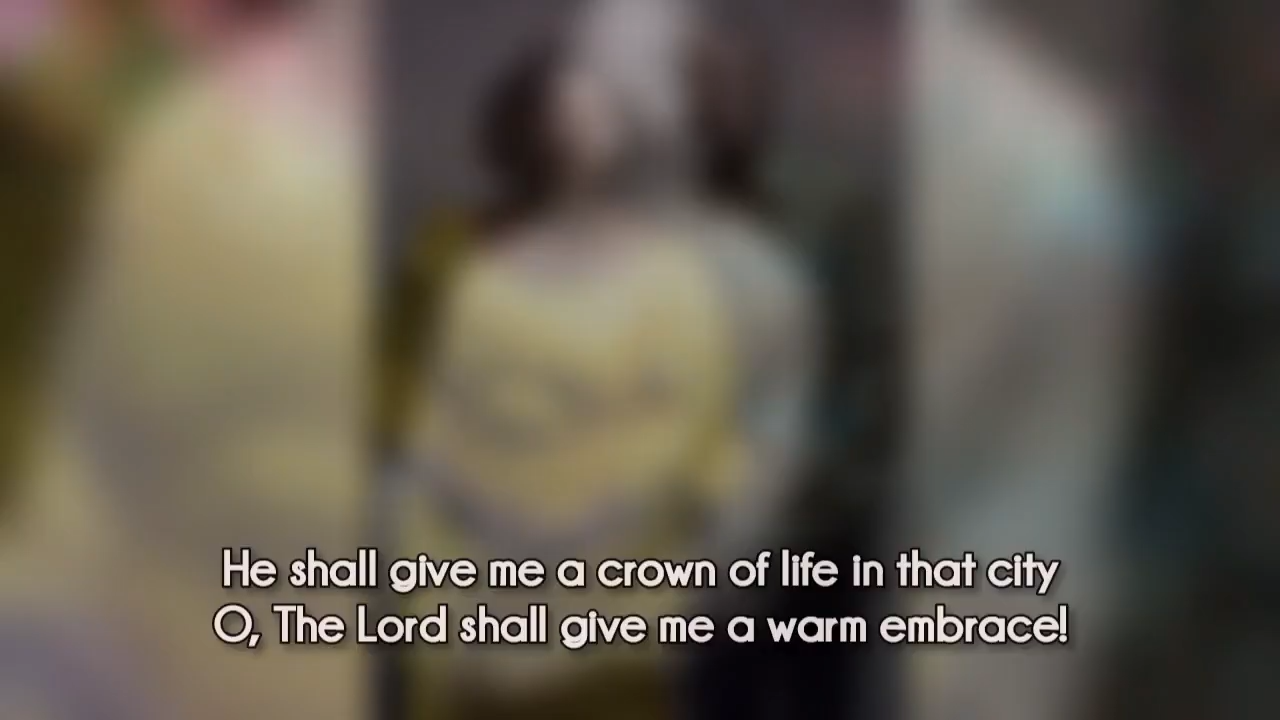 He shall give me a crown of life in that city
O, The Lord shall give me a warm embrace!